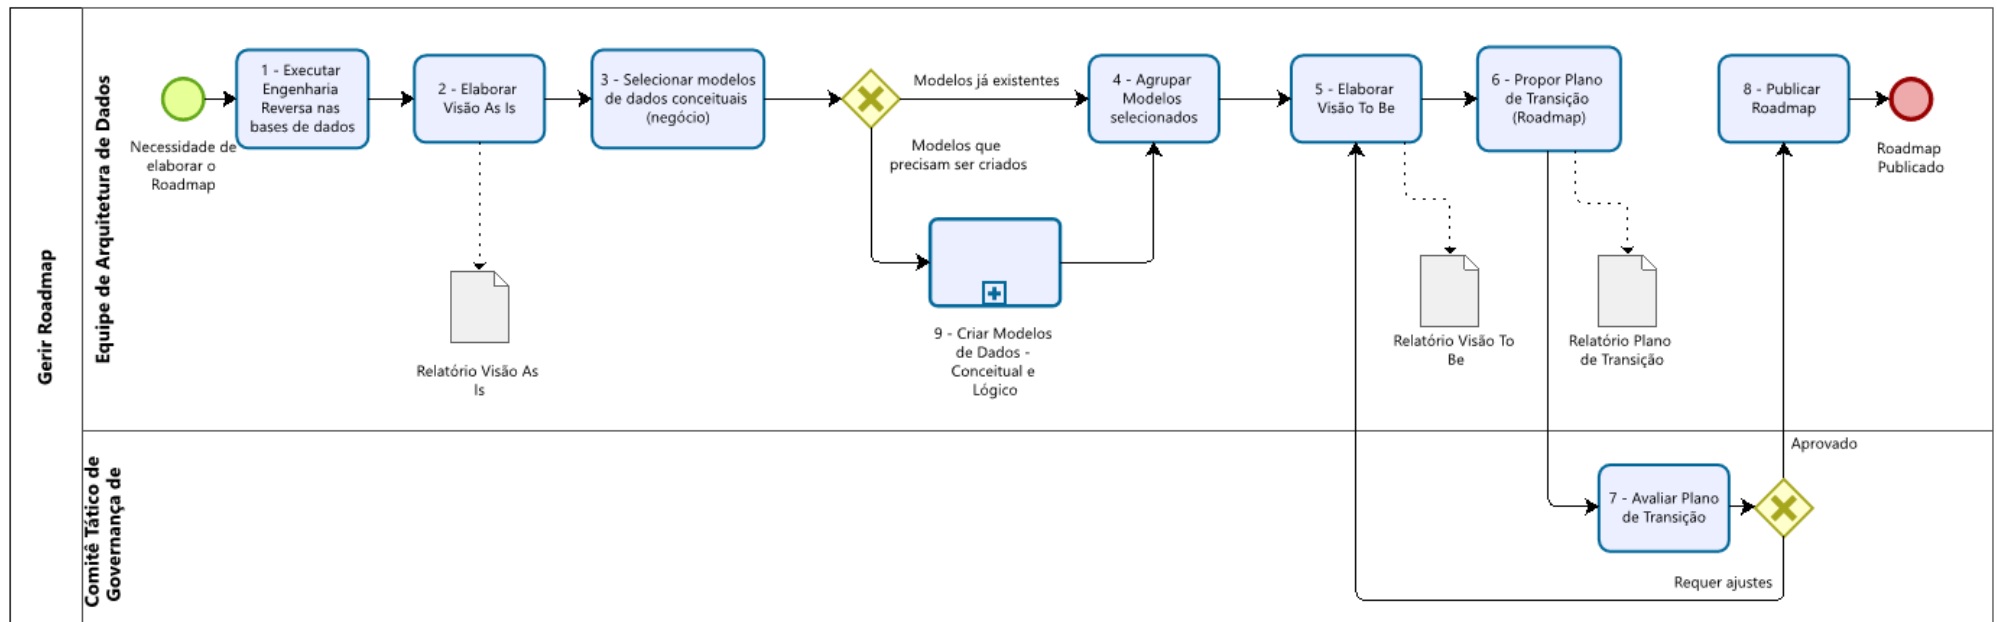 Gerir Roadmap
Equipe de Arquitetura de Dados
Necessidade de
elaborar o
Roadmap
1 - Executar
Engenharia
Reversa nas
bases de dados
2 - Elaborar
Visão As Is
Relatório Visão As
Is
3 - Selecionar modelos
de dados conceituais
(negócio)
Modelos já existentes
Modelos que
precisam ser criados
9 - Criar Modelos
de Dados -
Conceitual e
Lógico
4 - Agrupar
Modelos
selecionados
5 - Elaborar
Visão To Be
Relatório Visão To
Be
6 - Propor Plano
de Transição
(Roadmap)
Relatório Plano
de Transição
8 - Publicar
Roadmap
Roadmap
Publicado
Comitê Tático de
Governança de
7 - Avaliar Plano
de Transição
Aprovado
Requer ajustes